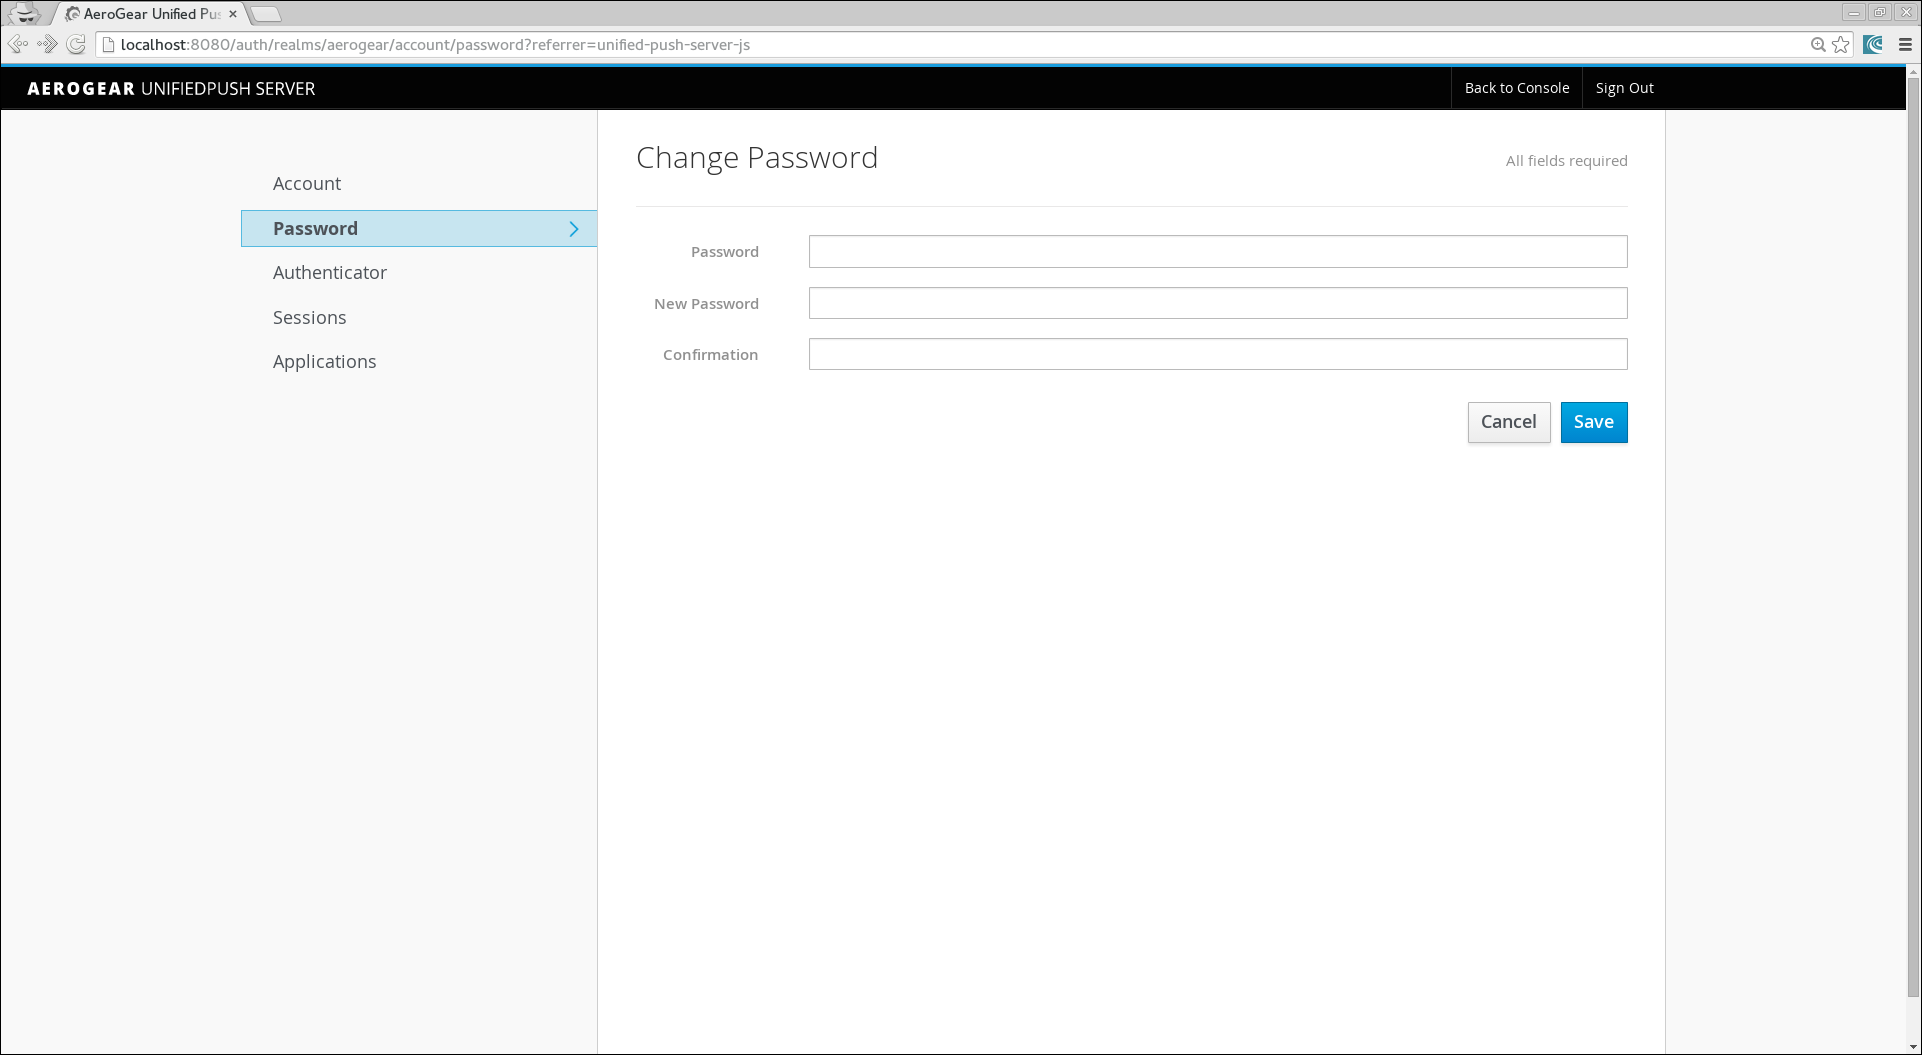 AeroGear Unified Pus
localhost:8080/auth/realms/aerogear/account/password?referrer=unified-push-server-js
AEROGEAR UNIFIEDPUSH SERVER
Back to Console
Sign Out
Account
Password
Authenticator
Sessions
Applications
Change Password
All fields required
Password
New Password
Confirmation
Cancel
Save